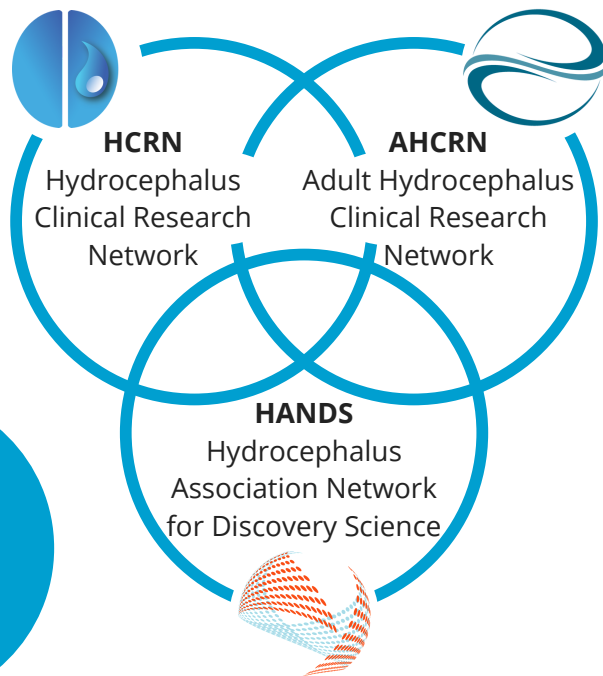 HCRN
Hydrocephalus
Clinical Research
Network
AHCRN
Adult Hydrocephalus
Clinical Research
Network
HANDS
Hydrocephalus
Association Network
for Discovery Science